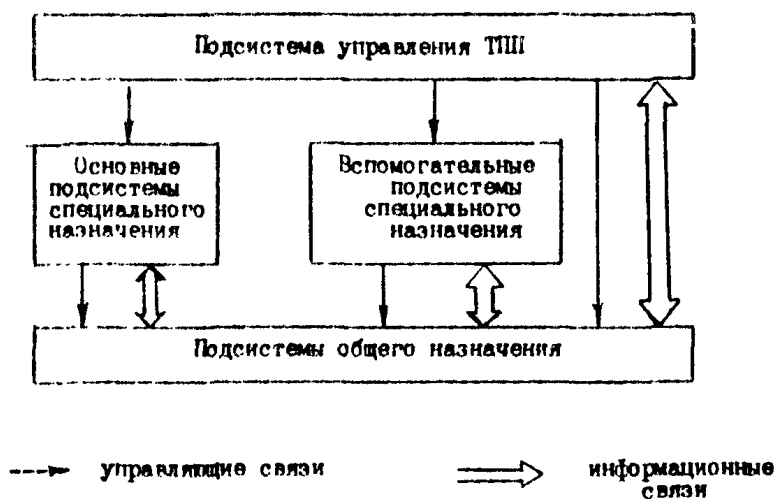 Подсистема управления ТПП
Основные
подсистемы
специального
назначения
Вспомогательные
подсистемы
специального
назначения
Подсистемы общего назначения
управляющие связи
информационные
связи